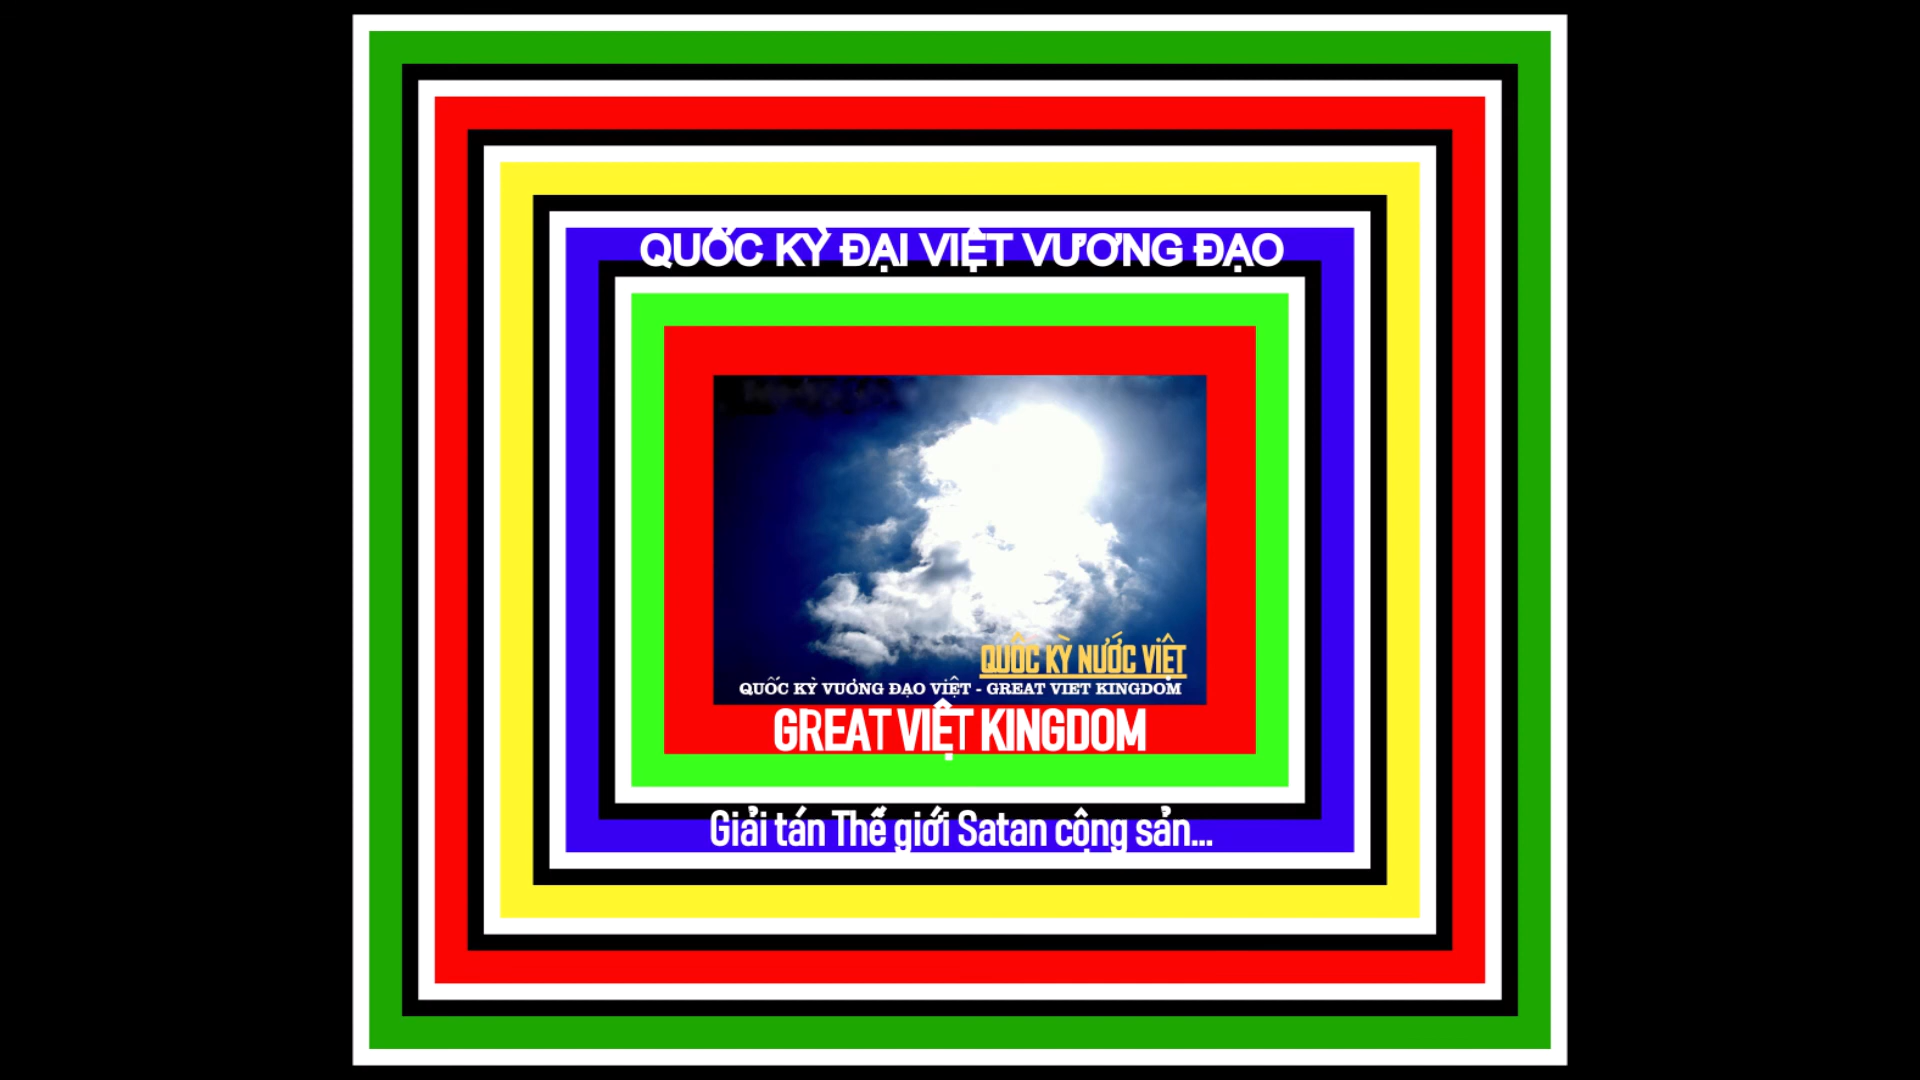 QUỐC KỲ ĐẠI VIỆT VƯƠNG ĐẠO
QUỐC KỲ NƯỚC VIỆT
QUỐC KỲ VƯƠNG ĐẠO VIỆT - GREAT VIET KINGDOM
GREAT VIỆT KINGDOM
Giải tán Thế giới Satan cộng sản...